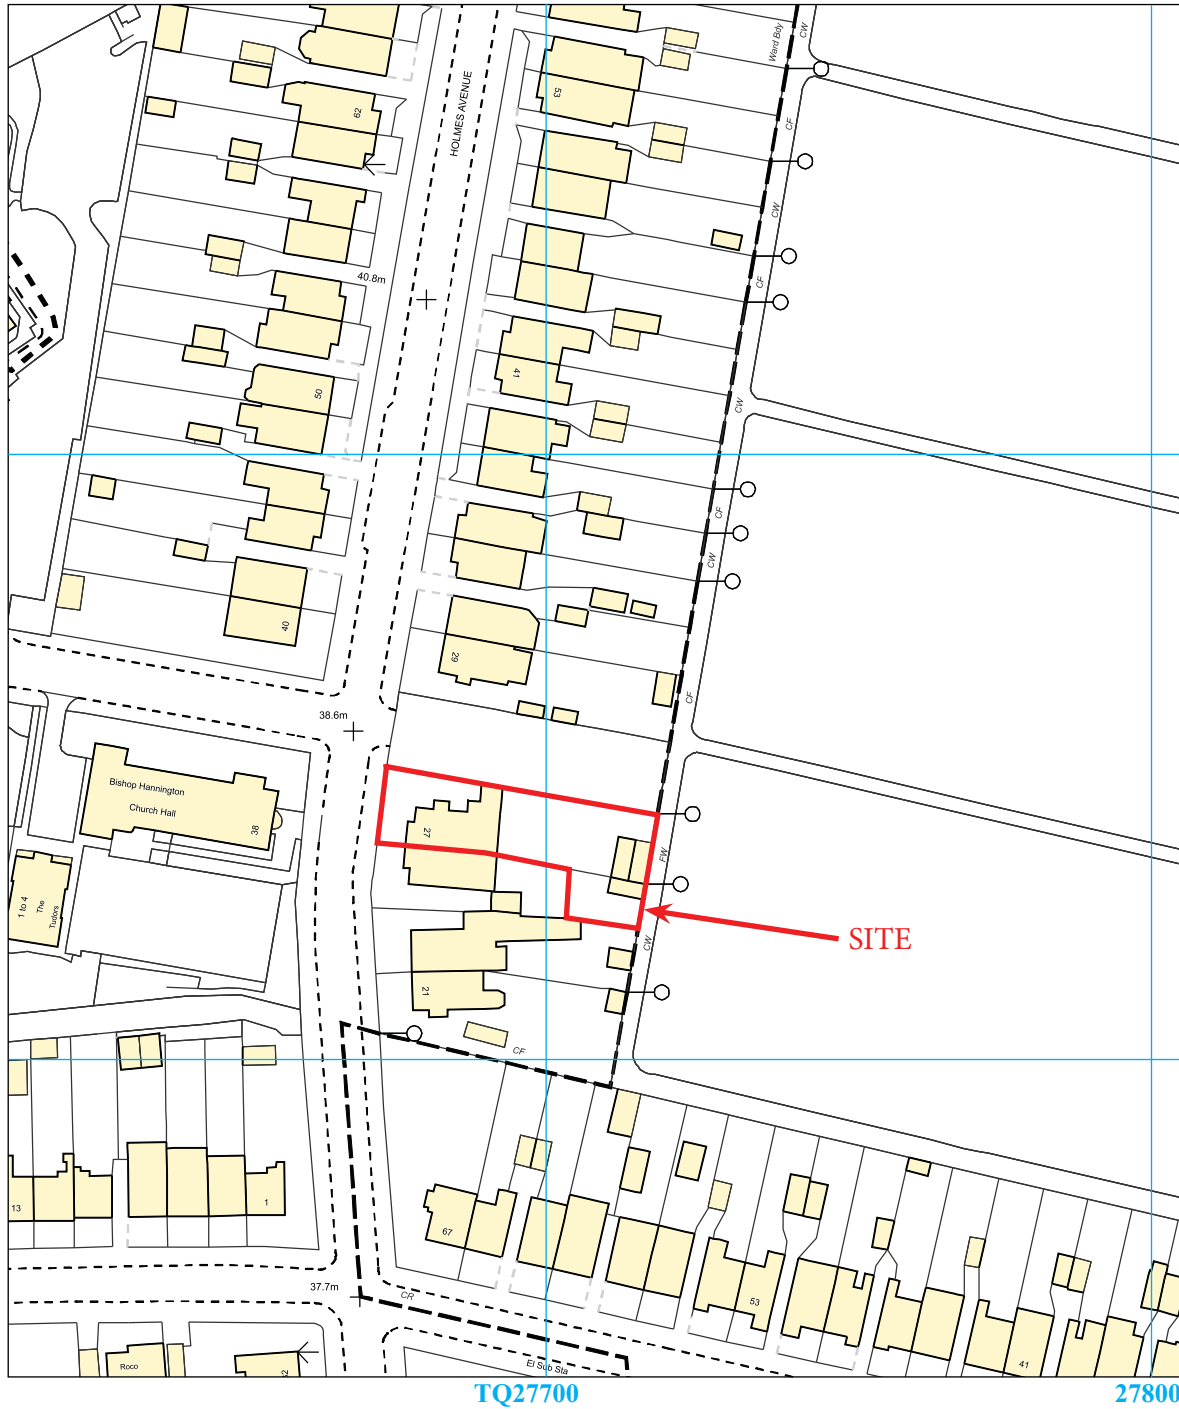 Ward Bdy
CW
62
HOLMES AVENUE
53
CF
CW
40.8m
CF
50
41
CW
CF
CW
40
29
CF
38.6m
Bishop Hannington
Church Hall
38
27
FW
1 to 4
The
Tudors
SITE
CW
21
CF
13
1
67
37.7m
CR
53
Roco
El Sub Sta
41
TQ27700
27800